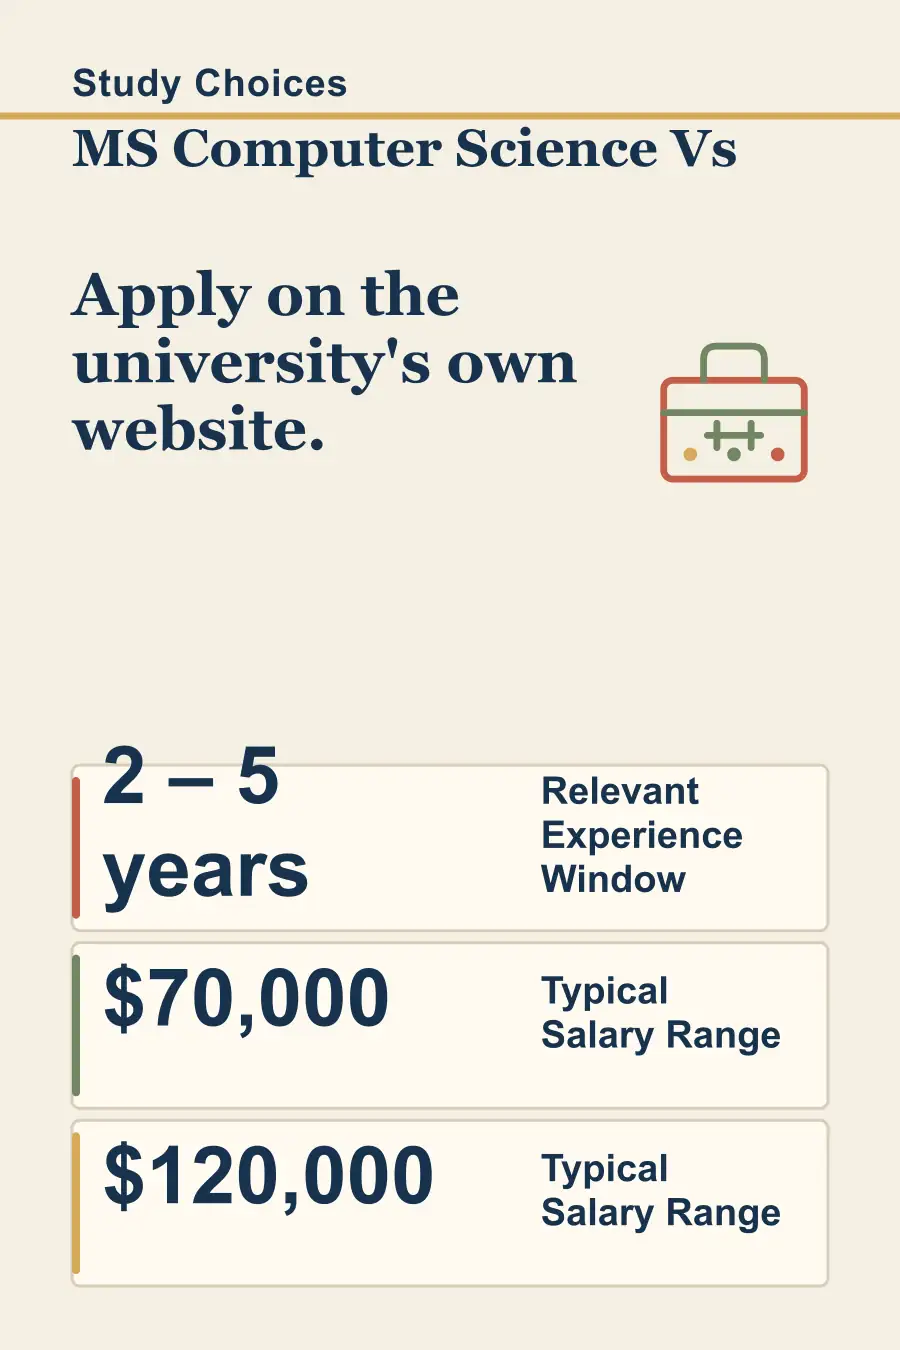 Study Choices
MS Computer Science Vs
Apply on the
university's own
website.
2 – 5
years
Relevant
Experience
Window
$70,000
Typical
Salary Range
$120,000
Typical
Salary Range